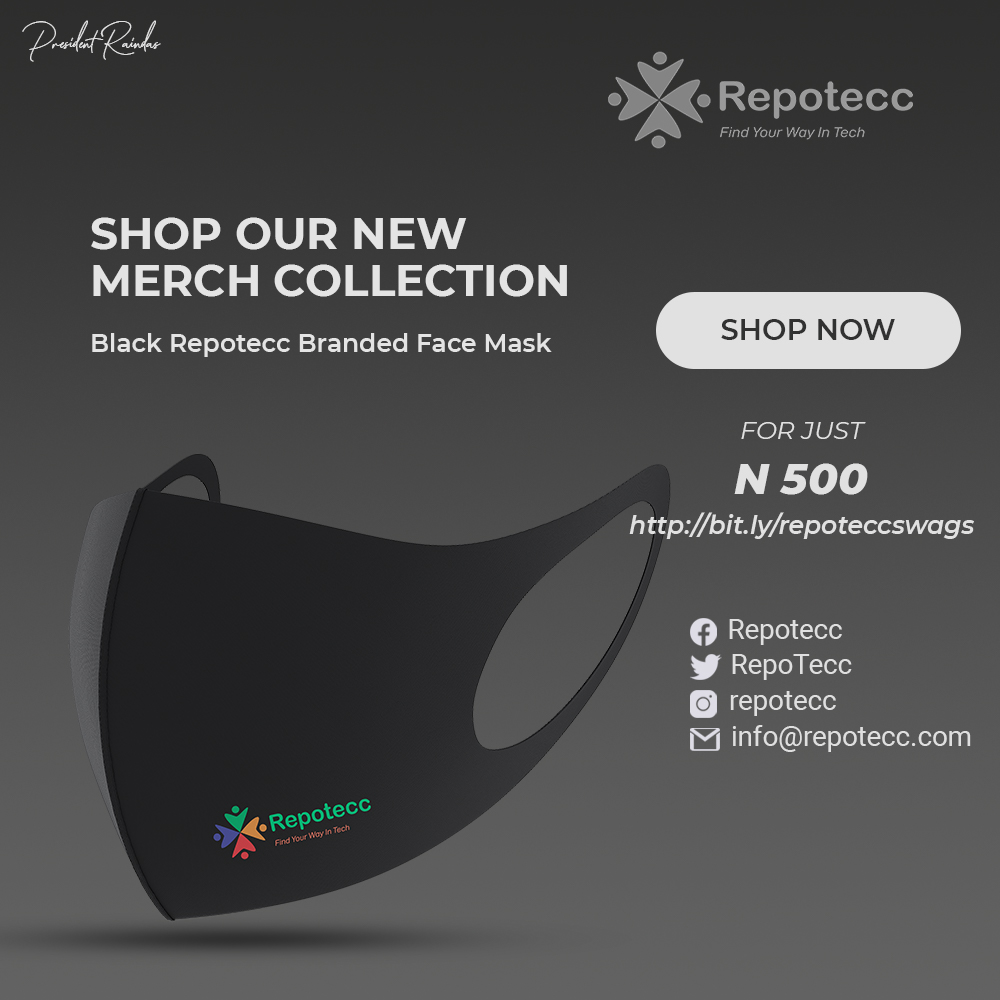 President Raindas
Repotecc
Find Your Way In Tech
SHOP OUR NEW
MERCH COLLECTION
Black Repotecc Branded Face Mask
SHOP NOW
FOR JUST
N 500
http://bit.ly/repoteccswags
Repotecc
RepoTecc
repotecc
info@repotecc.com
Repotecc
Find Your Way In Tech